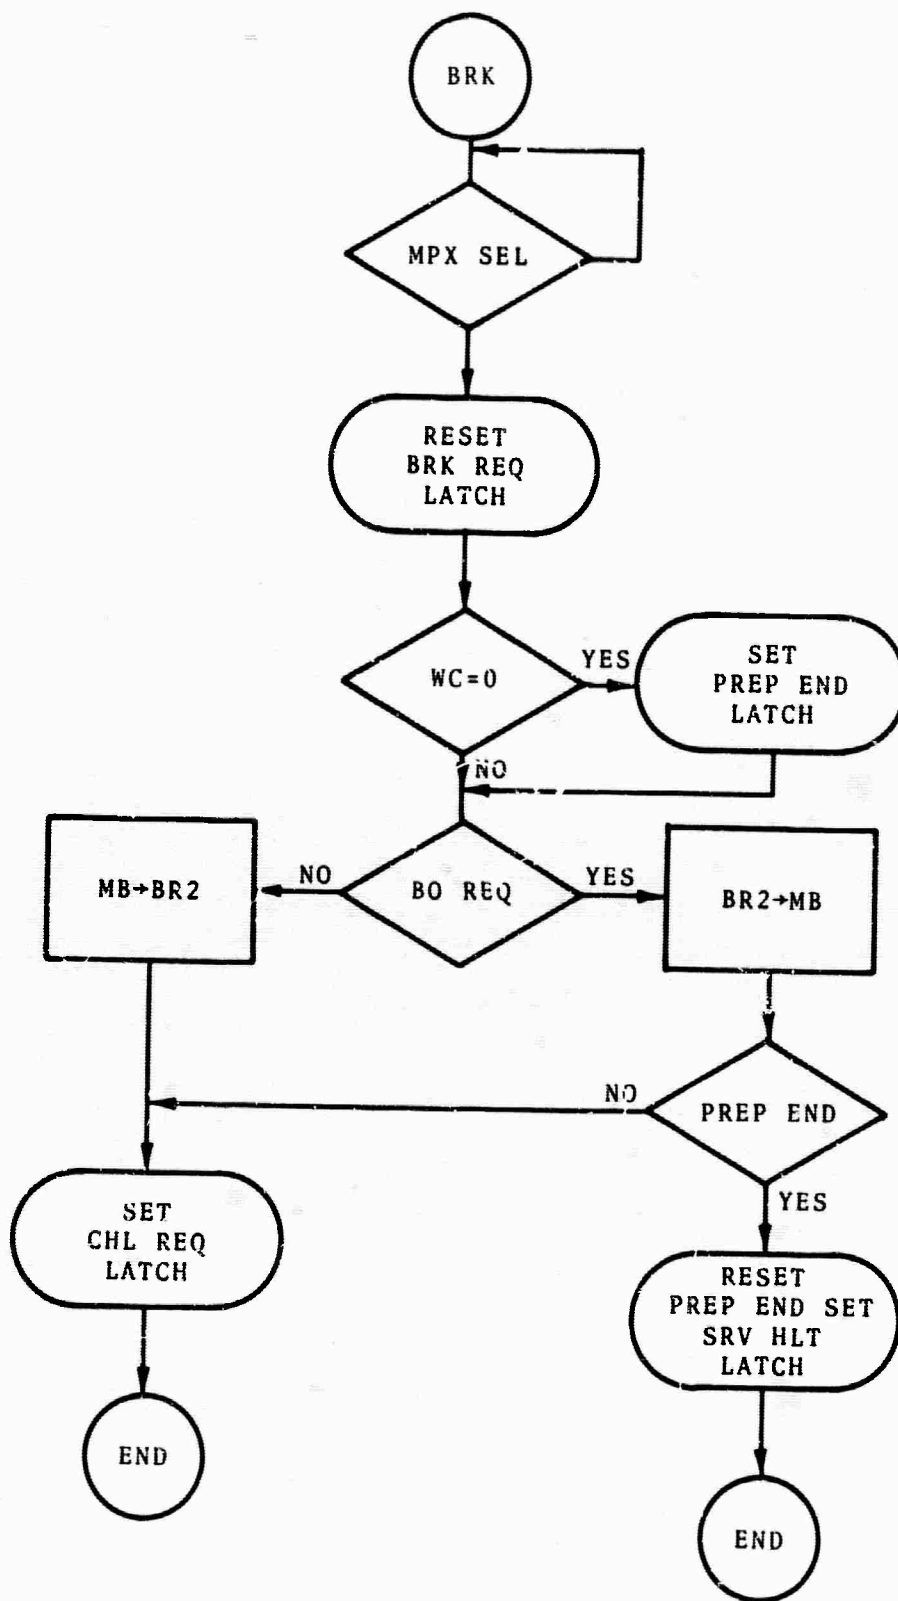 BRK
MPX SEL
RESET
BRK REQ
LATCH
WC=0
YES
SET
PREP END
LATCH
NO
MB→BR2
NO
BO REQ
YES
BR2→MB
NO
PREP END
YES
SET
CHL REQ
LATCH
RESET
PREP END SET
SRV HLT
LATCH
END
END